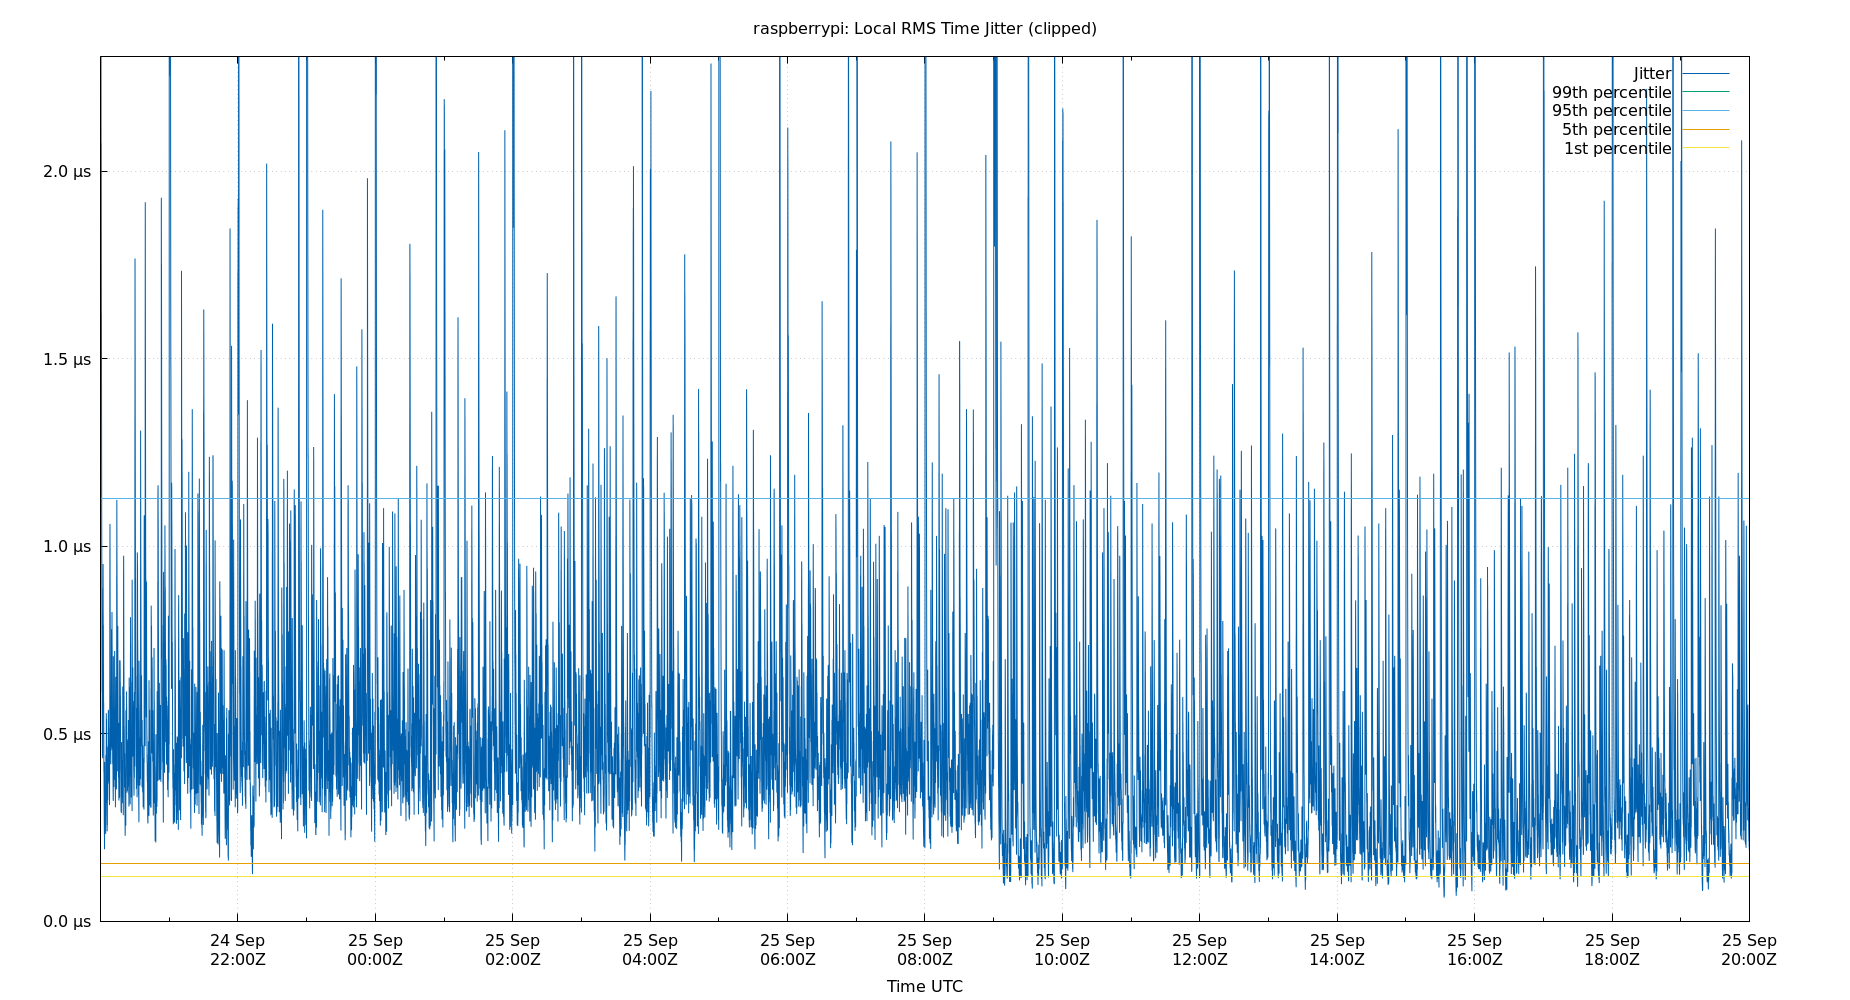 raspberrypi: Local RMS Time Jitter (clipped)
Jitter
99th percentile
95th percentile
5th percentile
1st percentile
2.0 µs
1.5 µs
1.0 µs
0.5 µs
0.0 µs
24 Sep 25 Sep 25 Sep 25 Sep 25 Sep 25 Sep 25 Sep 25 Sep 25 Sep 25 Sep 25 Sep 25 Sep
22:00Z 00:00Z 02:00Z 04:00Z 06:00Z 08:00Z 10:00Z 12:00Z 14:00Z 16:00Z 18:00Z 20:00Z
Time UTC